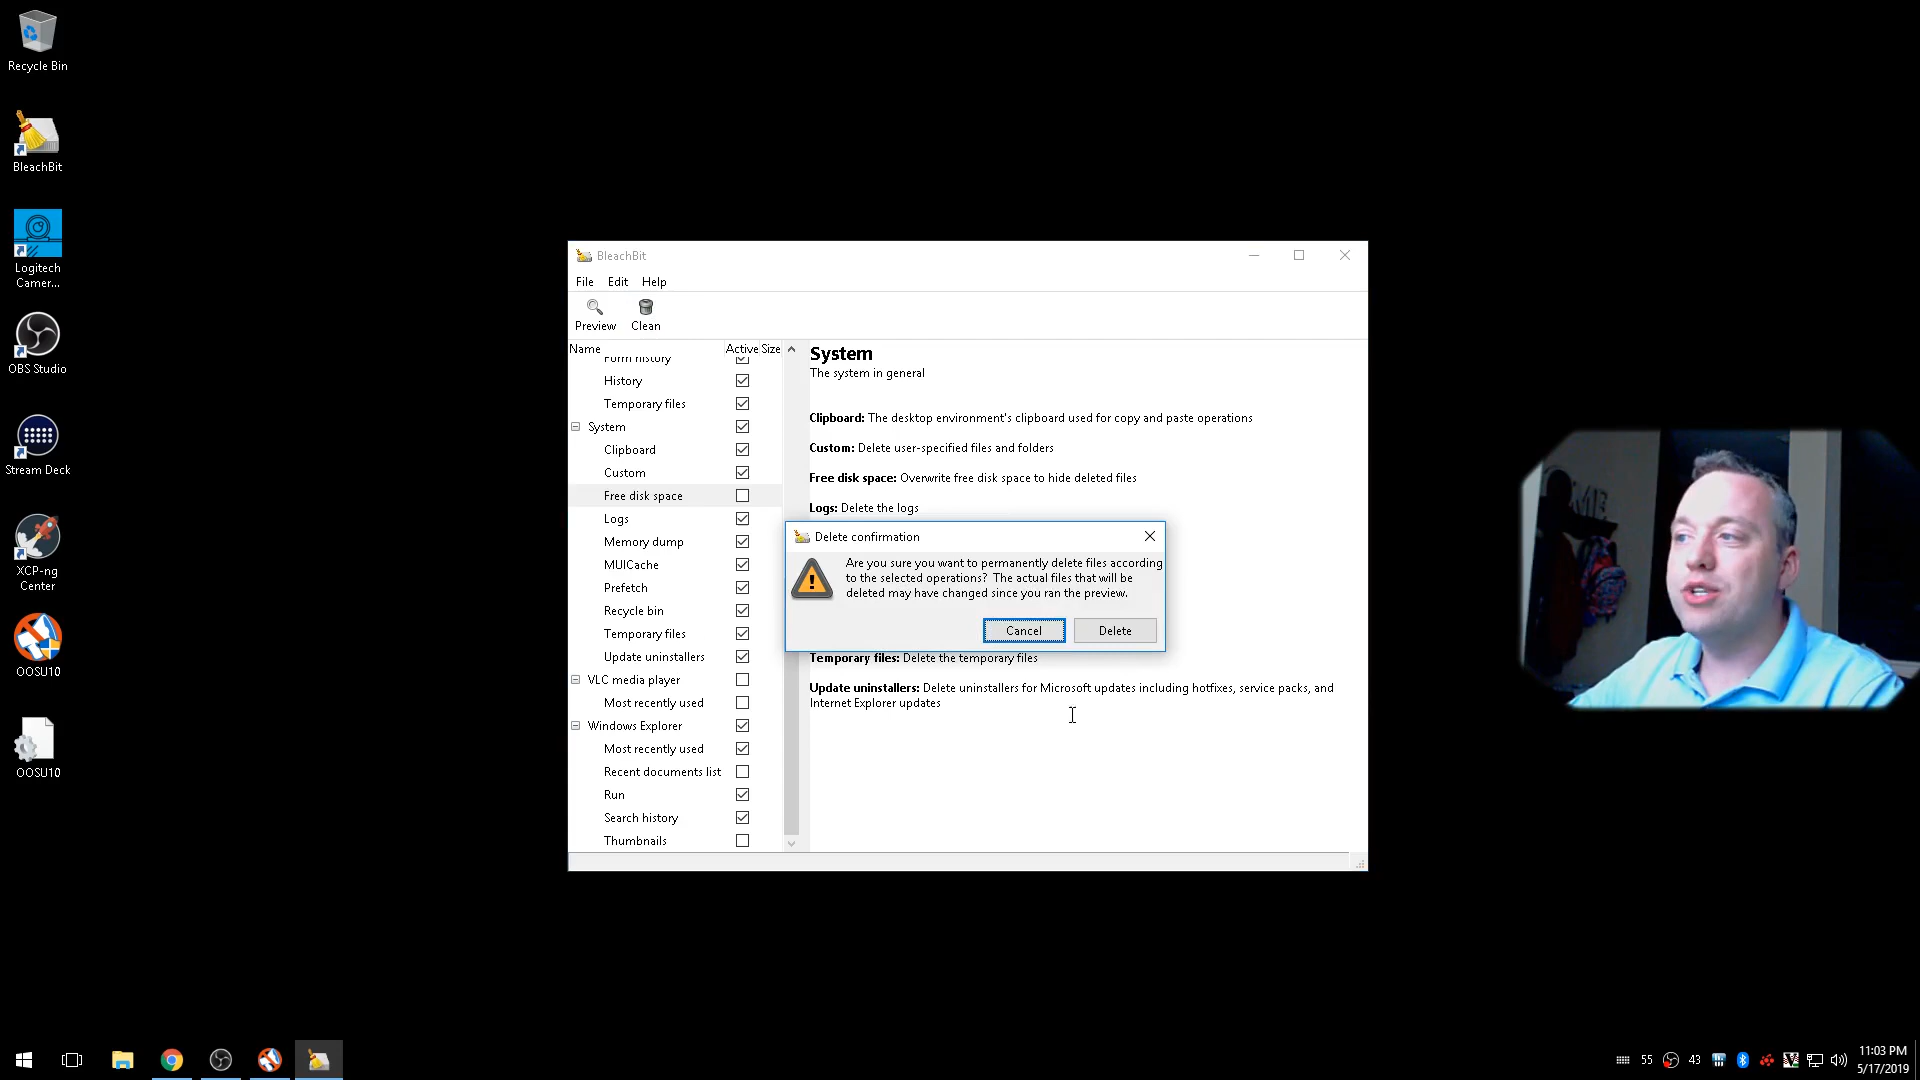 Recycle Bin
BleachBit
Logitech
Camer...
OBS Studio
Stream Deck
XCP-ng
Center
OOSU10
OOSU10
BleachBit
File Edit Help
Preview Clean
Name Active Size
Form history
History
Temporary files
System
Clipboard
Custom
Free disk space
Logs
Memory dump
MUICache
Prefetch
Recycle bin
Temporary files
Update uninstallers
VLC media player
Most recently used
Windows Explorer
Most recently used
Recent documents list
Run
Search history
Thumbnails
System
The system in general
Clipboard: The desktop environment's clipboard used for copy and paste operations
Custom: Delete user-specified files and folders
Free disk space: Overwrite free disk space to hide deleted files
Logs: Delete the logs
Delete confirmation
Are you sure you want to permanently delete files according
to the selected operations? The actual files that will be
deleted may have changed since you ran the preview.
Cancel Delete
Temporary files: Delete the temporary files
Update uninstallers: Delete uninstallers for Microsoft updates including hotfixes, service packs, and
Internet Explorer updates
55 43
11:03 PM
5/17/2019